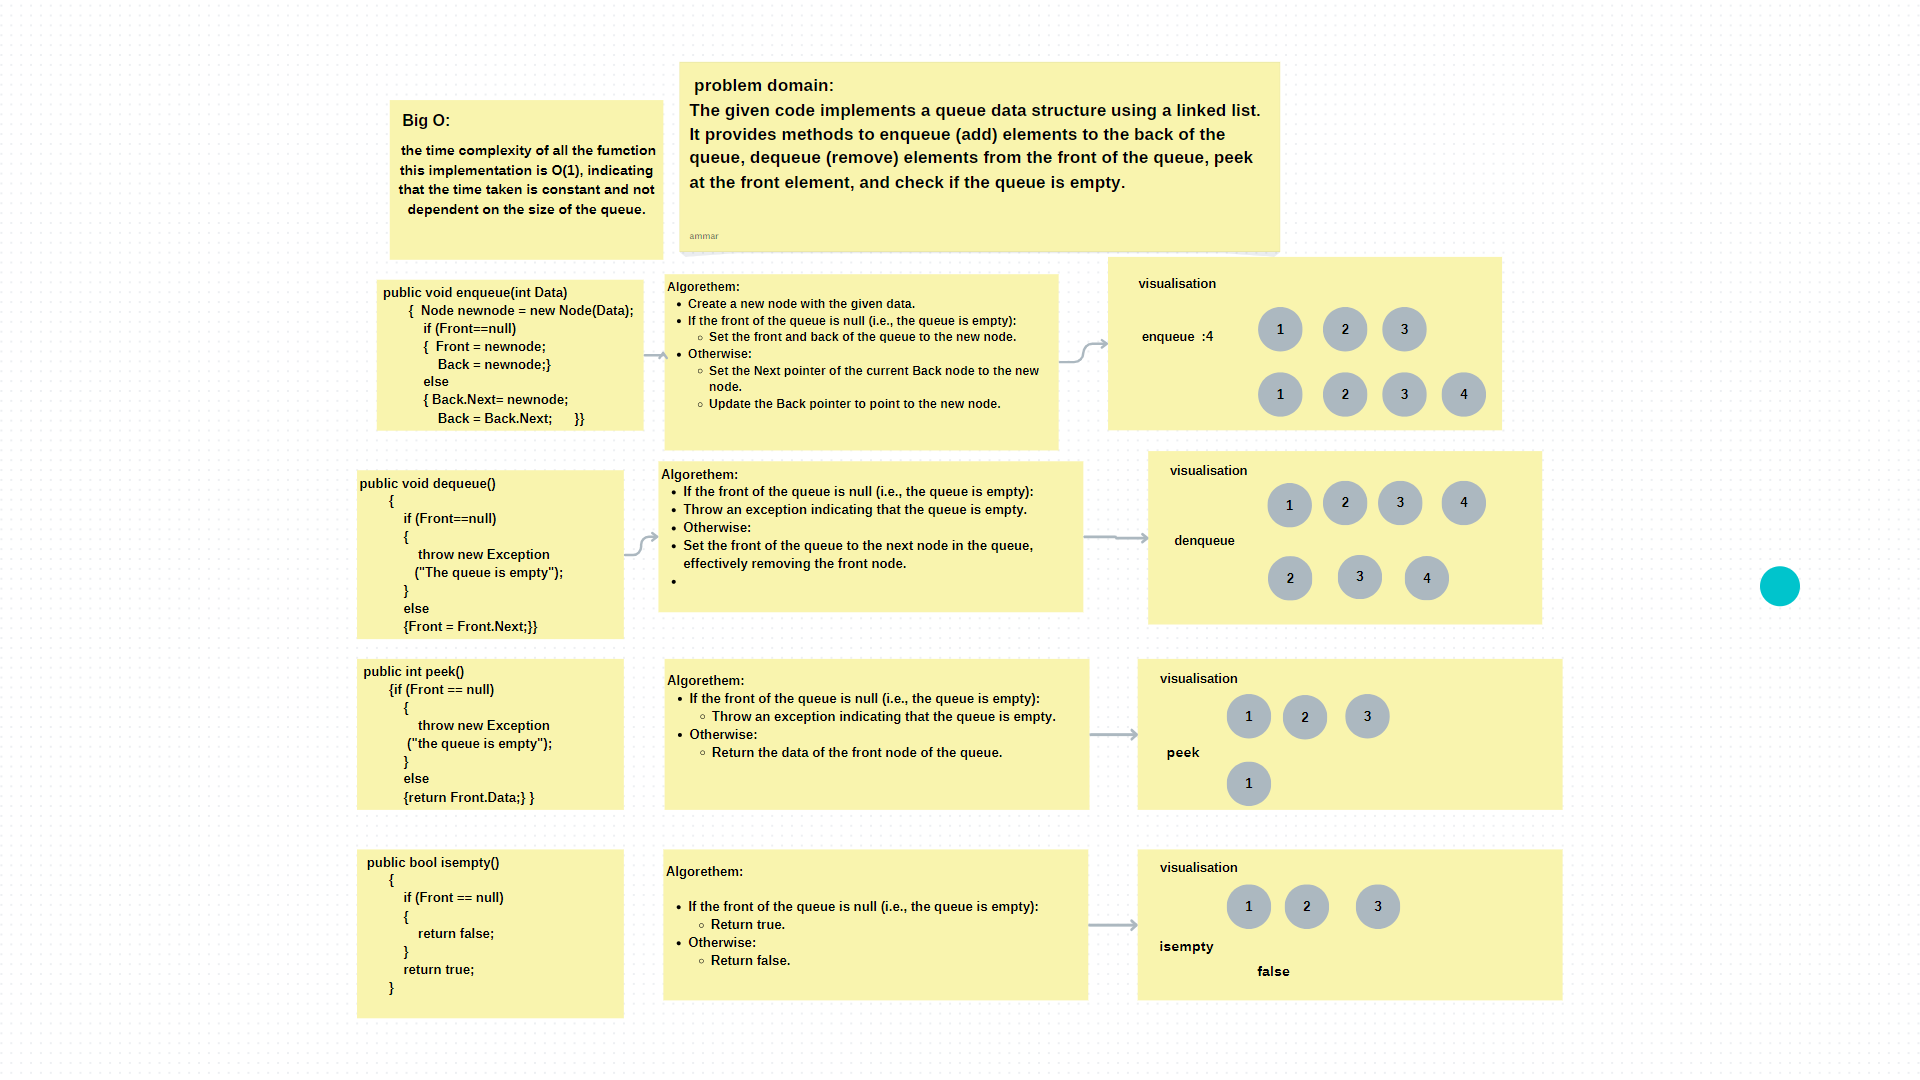 Big O:
the time complexity of all the fumction
this implementation is O(1), indicating
that the time taken is constant and not
dependent on the size of the queue.
problem domain:
The given code implements a queue data structure using a linked list.
It provides methods to enqueue (add) elements to the back of the
queue, dequeue (remove) elements from the front of the queue, peek
at the front element, and check if the queue is empty.
ammar
public void enqueue(int Data)
{ Node newnode = new Node(Data);
if (Front==null)
{ Front = newnode;
Back = newnode;}
else
{ Back.Next= newnode;
Back = Back.Next; }}
Algorethem:
• Create a new node with the given data.
• If the front of the queue is null (i.e., the queue is empty):
○ Set the front and back of the queue to the new node.
• Otherwise:
○ Set the Next pointer of the current Back node to the new
node.
○ Update the Back pointer to point to the new node.
visualisation
enqueue :4
1 2 3
1 2 3 4
public void dequeue()
{
if (Front==null)
{
throw new Exception
("The queue is empty");
}
else
{Front = Front.Next;}}
Algorethem:
• If the front of the queue is null (i.e., the queue is empty):
• Throw an exception indicating that the queue is empty.
• Otherwise:
• Set the front of the queue to the next node in the queue,
effectively removing the front node.
•
visualisation
1 2 3 4
denqueue
2 3 4
public int peek()
{if (Front == null)
{
throw new Exception
("the queue is empty");
}
else
{return Front.Data;} }
Algorethem:
• If the front of the queue is null (i.e., the queue is empty):
○ Throw an exception indicating that the queue is empty.
• Otherwise:
○ Return the data of the front node of the queue.
visualisation
1 2 3
peek
1
public bool isempty()
{
if (Front == null)
{
return false;
}
return true;
}
Algorethem:
• If the front of the queue is null (i.e., the queue is empty):
○ Return true.
• Otherwise:
○ Return false.
visualisation
1 2 3
isempty
false